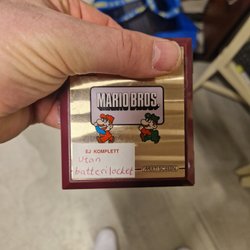 MARIO BROS.
EJ KOMPLETT
utan
batterilocket